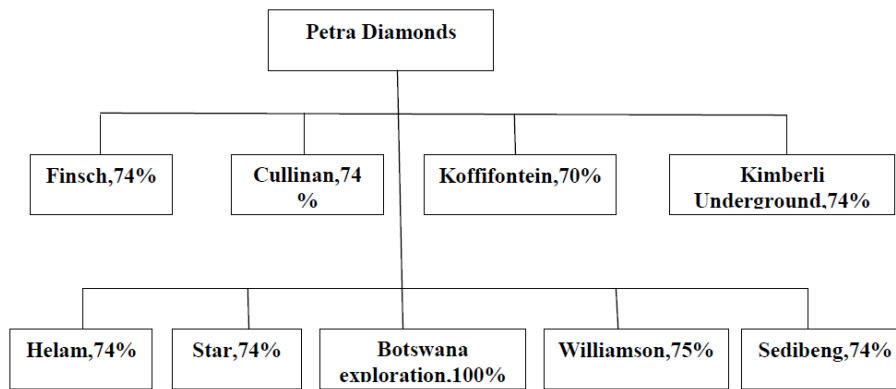 Petra Diamonds
Finsch,74%
Cullinan,74
%
Koffifontein,70%
Kimberli
Underground,74%
Helam,74%
Star,74%
Botswana
exploration,100%
Williamson,75%
Sedibeng,74%